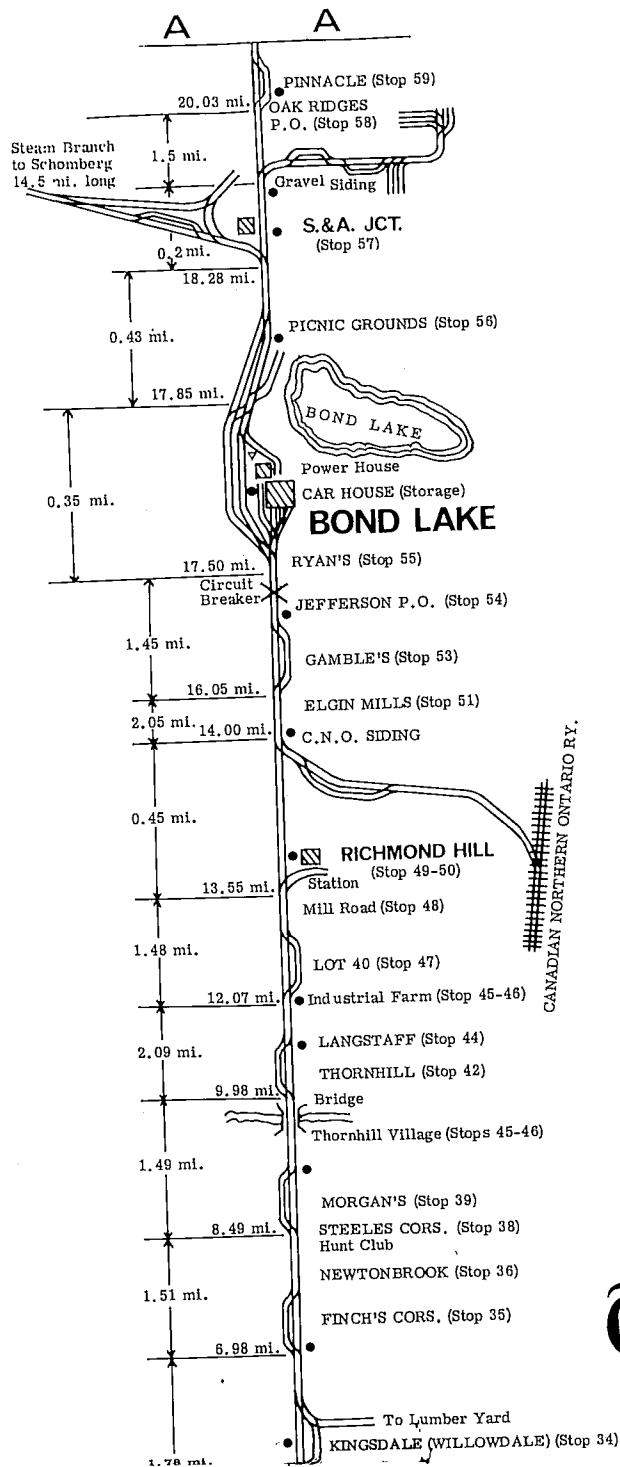 A A
PINNACLE (Stop 59)
20.03 mi.
OAK RIDGES
P.O. (Stop 58)
Steam Branch
to Schomberg
14.5 mi. long
1.5 mi.
Gravel Siding
S.&A. JCT.
(Stop 57)
0.2 mi.
18.28 mi.
PICNIC GROUNDS (Stop 56)
0.43 mi.
17.85 mi.
BOND LAKE
Power House
CAR HOUSE (Storage)
0.35 mi.
BOND LAKE
17.50 mi.
RYAN'S (Stop 55)
Circuit
Breaker
JEFFERSON P.O. (Stop 54)
1.45 mi.
GAMBLE'S (Stop 53)
16.05 mi.
ELGIN MILLS (Stop 51)
2.05 mi.
14.00 mi.
C.N.O. SIDING
CANADIAN NORTHERN ONTARIO RY.
0.45 mi.
RICHMOND HILL
(Stop 49-50)
13.55 mi.
Station
Mill Road (Stop 48)
1.48 mi.
LOT 40 (Stop 47)
12.07 mi.
Industrial Farm (Stop 45-46)
LANGSTAFF (Stop 44)
2.09 mi.
THORNHILL (Stop 42)
9.98 mi.
Bridge
Thornhill Village (Stops 45-46)
1.49 mi.
MORGAN'S (Stop 39)
8.49 mi.
STEELES CORS. (Stop 38)
Hunt Club
NEWTONBROOK (Stop 36)
1.51 mi.
FINCH'S CORS. (Stop 35)
6.98 mi.
To Lumber Yard
KINGSDALE (WILLOWDALE) (Stop 34)
1.78 mi.